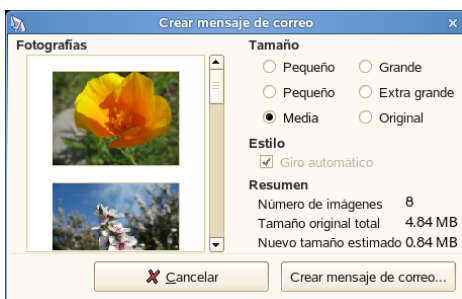 Crear mensaje de correo
Fotografías
Tamaño
Pequeño
Grande
Pequeño
Extra grande
Media
Original
Estilo
Giro automático
Resumen
Número de imágenes 8
Tamaño original total 4.84 MB
Nuevo tamaño estimado 0.84 MB
Cancelar
Crear mensaje de correo...